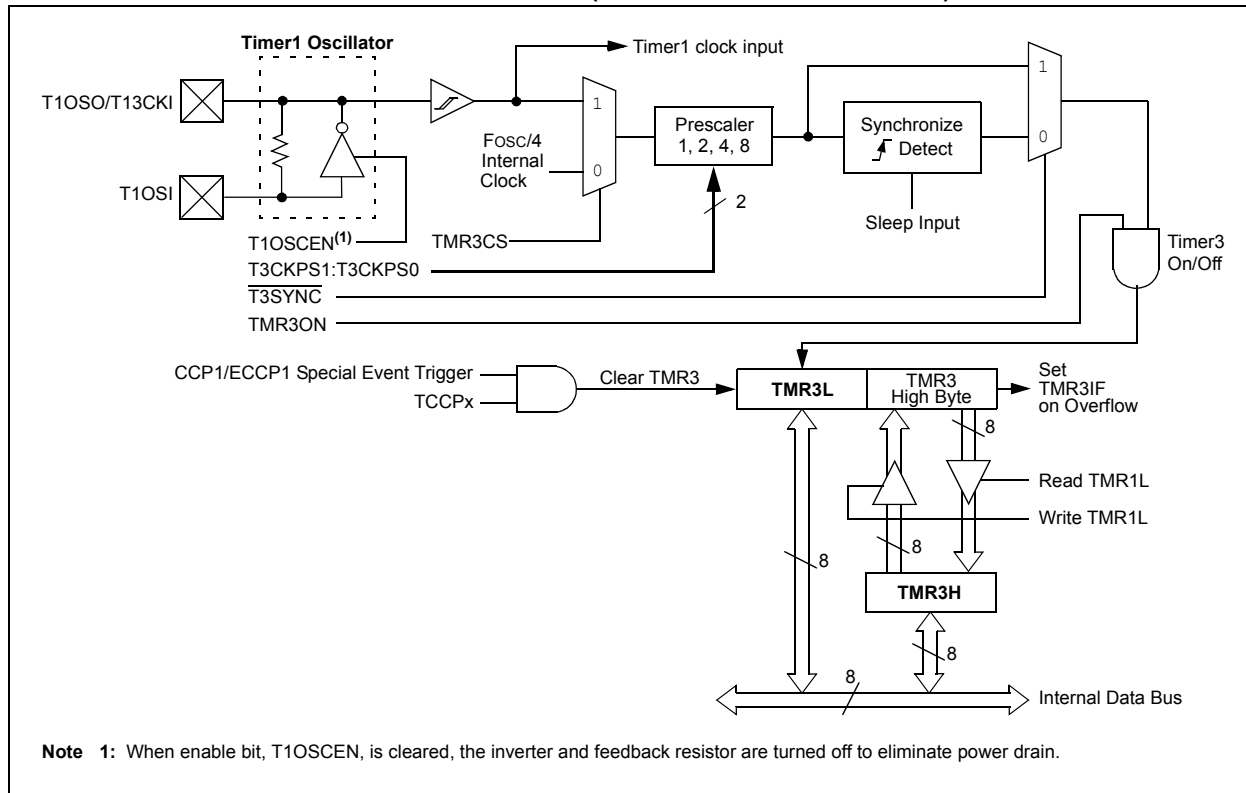 Timer1 Oscillator
Timer1 clock input
T1OSO/T13CKI
1
1
FOSC/4
Internal
Clock
0
Prescaler
1, 2, 4, 8
Synchronize
Detect
0
T1OSI
2
Sleep Input
T1OSCEN(1)
TMR3CS
Timer3
On/Off
T3CKPS1:T3CKPS0
T3SYNC
TMR3ON
CCP1/ECCP1 Special Event Trigger
TCCPx
Clear TMR3
TMR3L
TMR3
High Byte
Set
TMR3IF
on Overflow
8
Read TMR1L
Write TMR1L
8
8
TMR3H
8
8
Internal Data Bus
Note 1: When enable bit, T1OSCEN, is cleared, the inverter and feedback resistor are turned off to eliminate power drain.